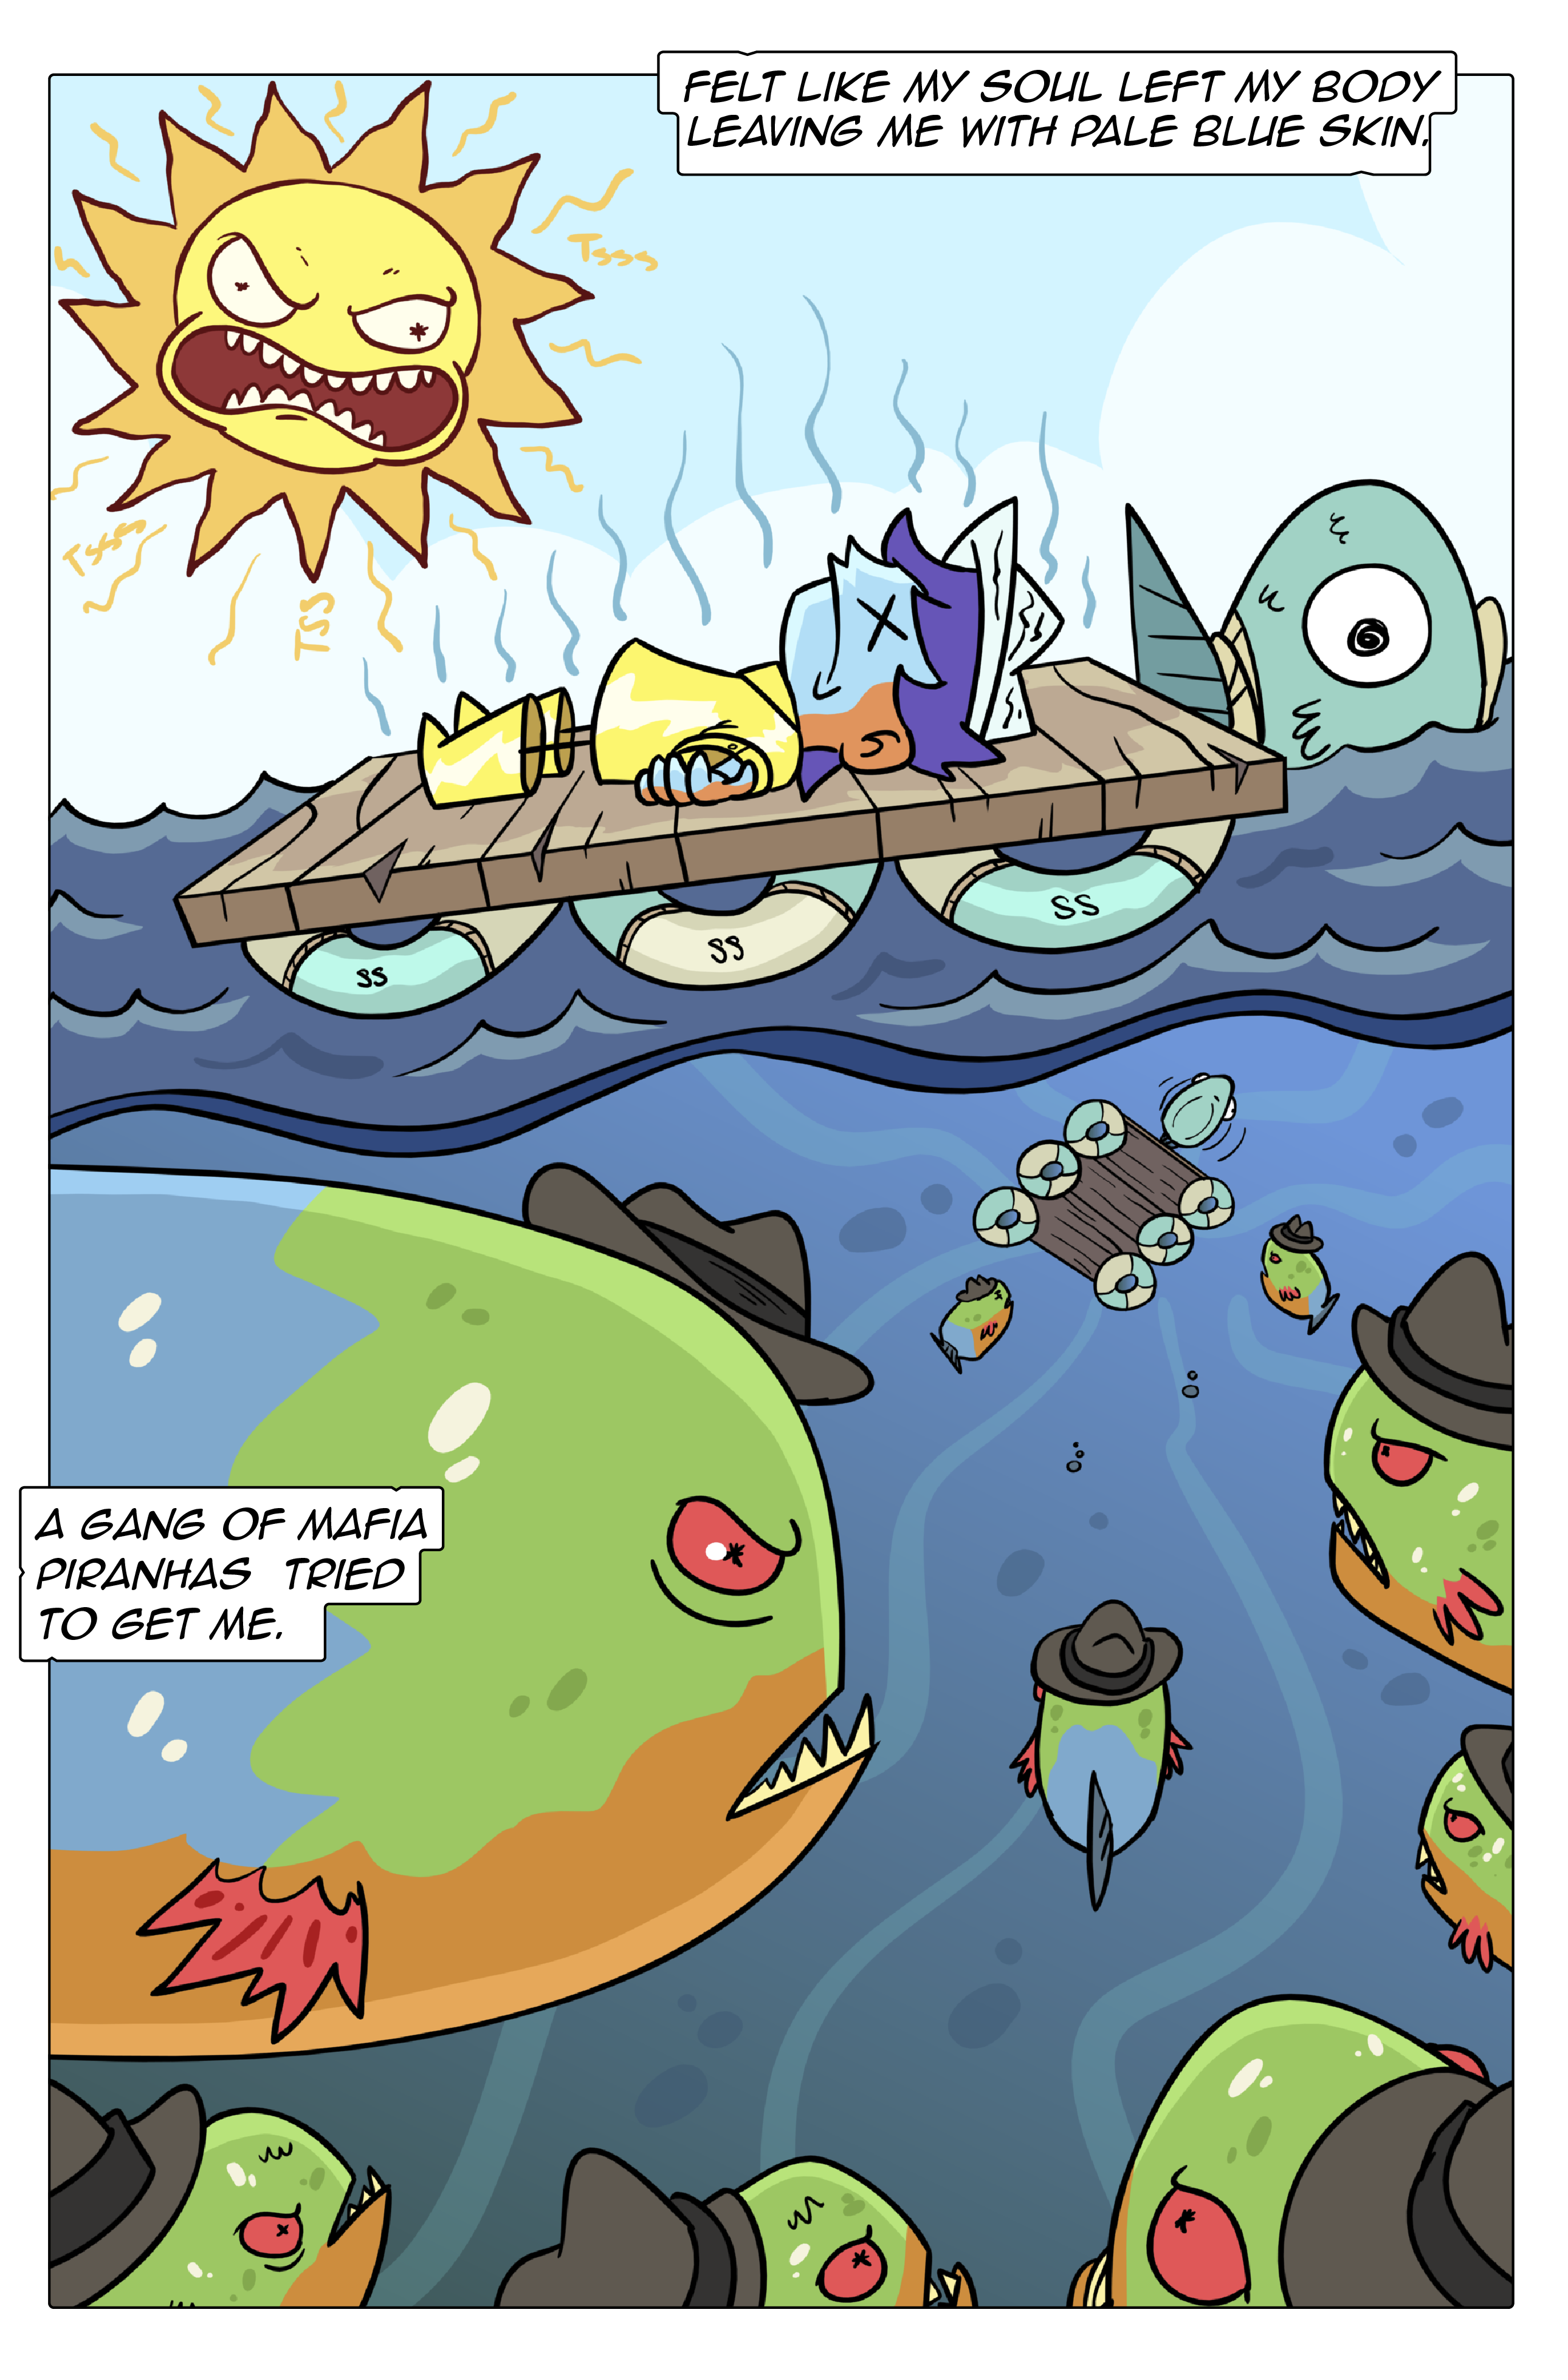 FELT LIKE MY SOUL LEFT MY BODY
LEAVING ME WITH PALE BLUE SKIN.
Tsss
Tsss
TSS
SS
SS
SS
A GANG OF MAFIA
PIRANHAS TRIED
TO GET ME.